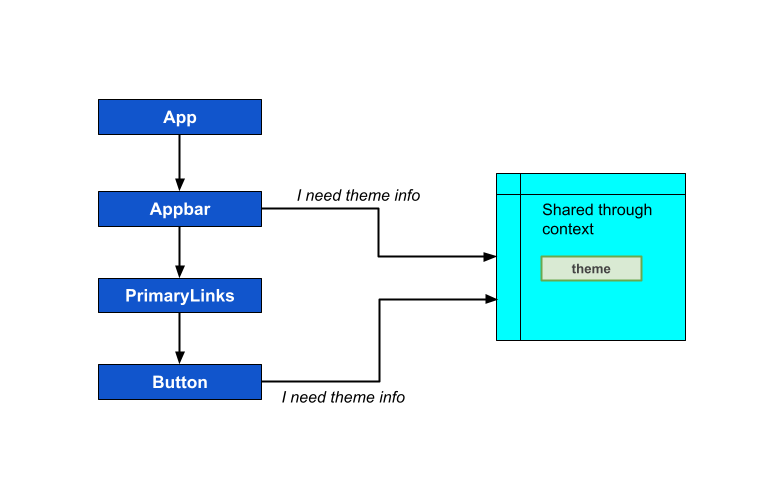 App
I need theme info
Appbar
Shared through
context
theme
PrimaryLinks
Button
I need theme info